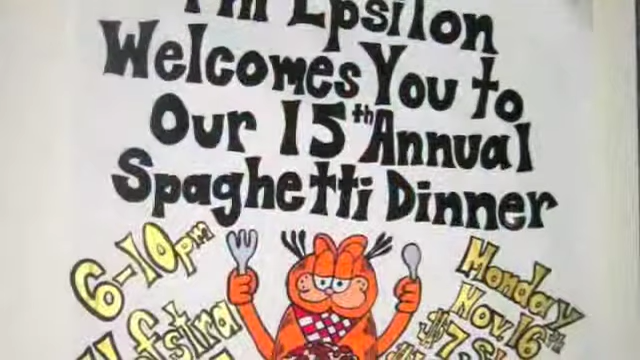 Epsilon
Welcomes You to
Our 15th Annual
Spaghetti Dinner
6-10pm
Monday
Nov. 16th